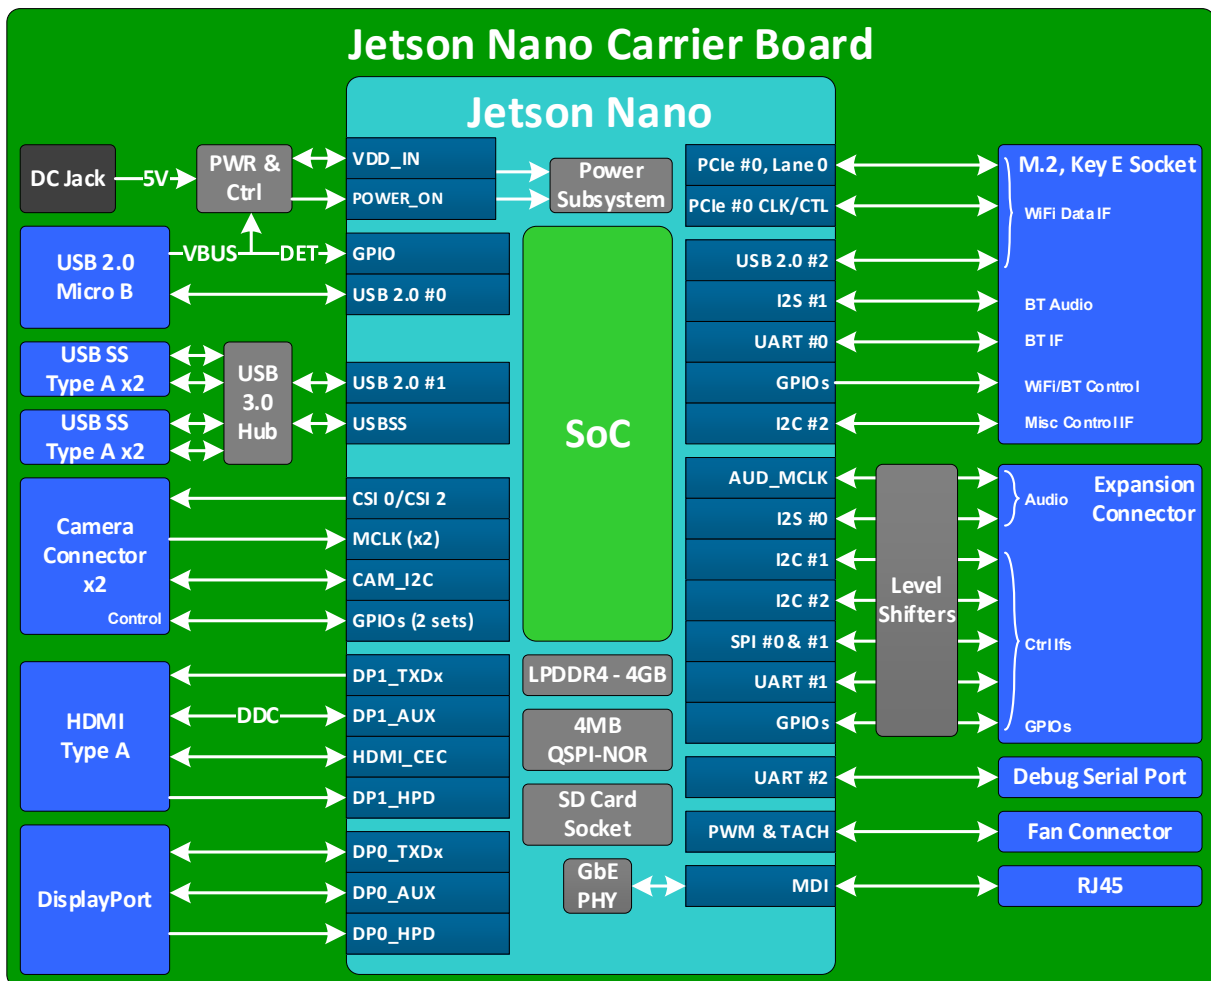 Jetson Nano Carrier Board
Jetson Nano
DC Jack
5V
PWR &
Ctrl
VDD_IN
POWER_ON
Power
Subsystem
USB 2.0
Micro B
VBUS
DET
GPIO
USB 2.0 #0
USB SS
Type A x2
USB SS
Type A x2
USB
3.0
Hub
USB 2.0 #1
USBSS
Camera
Connector
x2
Control
CSI 0/CSI 2
MCLK (x2)
CAM_I2C
GPIOs (2 sets)
HDMI
Type A
DDC
DP1_TXDx
DP1_AUX
HDMI_CEC
DP1_HPD
DisplayPort
DP0_TXDx
DP0_AUX
DP0_HPD
SoC
LPDDR4 - 4GB
4MB
QSPI-NOR
SD Card
Socket
GbE
PHY
PCIe #0, Lane 0
PCIe #0 CLK/CTL
USB 2.0 #2
I2S #1
UART #0
GPIOs
I2C #2
M.2, Key E Socket
WiFi Data IF
BT Audio
BT IF
WiFi/BT Control
Misc Control IF
AUD_MCLK
I2S #0
I2C #1
I2C #2
SPI #0 & #1
UART #1
GPIOs
Level
Shifters
Expansion
Connector
Audio
Ctrl Ifs
GPIOs
UART #2
Debug Serial Port
PWM & TACH
Fan Connector
MDI
RJ45